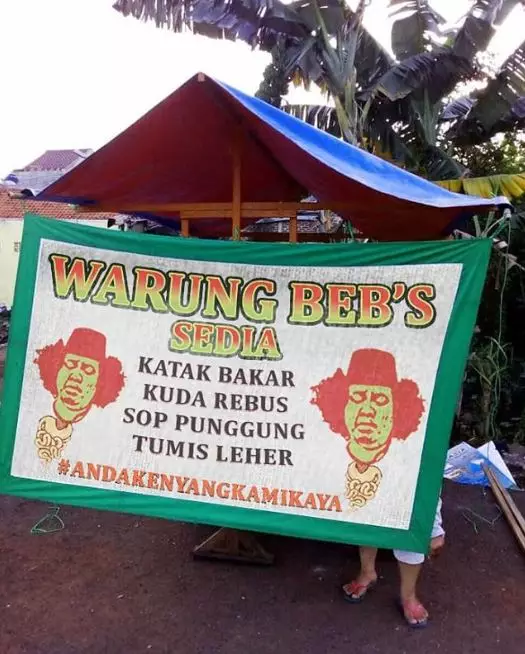 WARUNG BEB'S
SEDIA
KATAK BAKAR
KUDA REBUS
SOP PUNGGUNG
TUMIS LEHER
#ANDAKENYANGKAMIKAYA